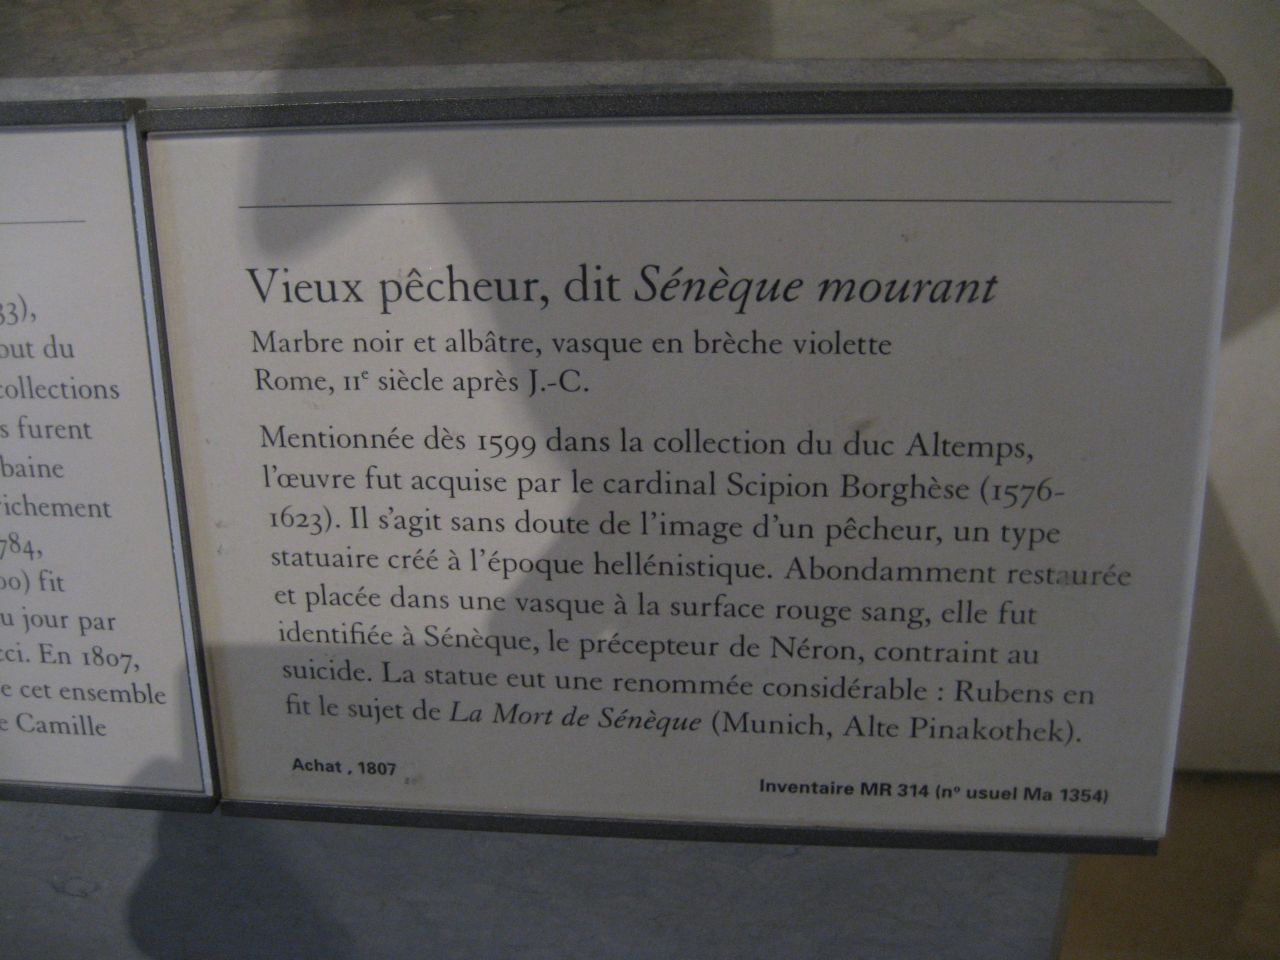 33),
out du
collections
s furent
baine
richement
784,
00) fit
u jour par
cci. En 1807,
e cet ensemble
e Camille
Vieux pêcheur, dit Sénèque mourant
Marbre noir et albâtre, vasque en brèche violette
Rome, IIe siècle après J.-C.
Mentionnée dès 1599 dans la collection du duc Altemps,
l'œuvre fut acquise par le cardinal Scipion Borghèse (1576-
1623). Il s'agit sans doute de l'image d'un pêcheur, un type
statuaire créé à l'époque hellénistique. Abondamment restaurée
et placée dans une vasque à la surface rouge sang, elle fut
identifiée à Sénèque, le précepteur de Néron, contraint au
suicide. La statue eut une renommée considérable : Rubens en
fit le sujet de La Mort de Sénèque (Munich, Alte Pinakothek).
Achat , 1807
Inventaire MR 314 (n° usuel Ma 1354)